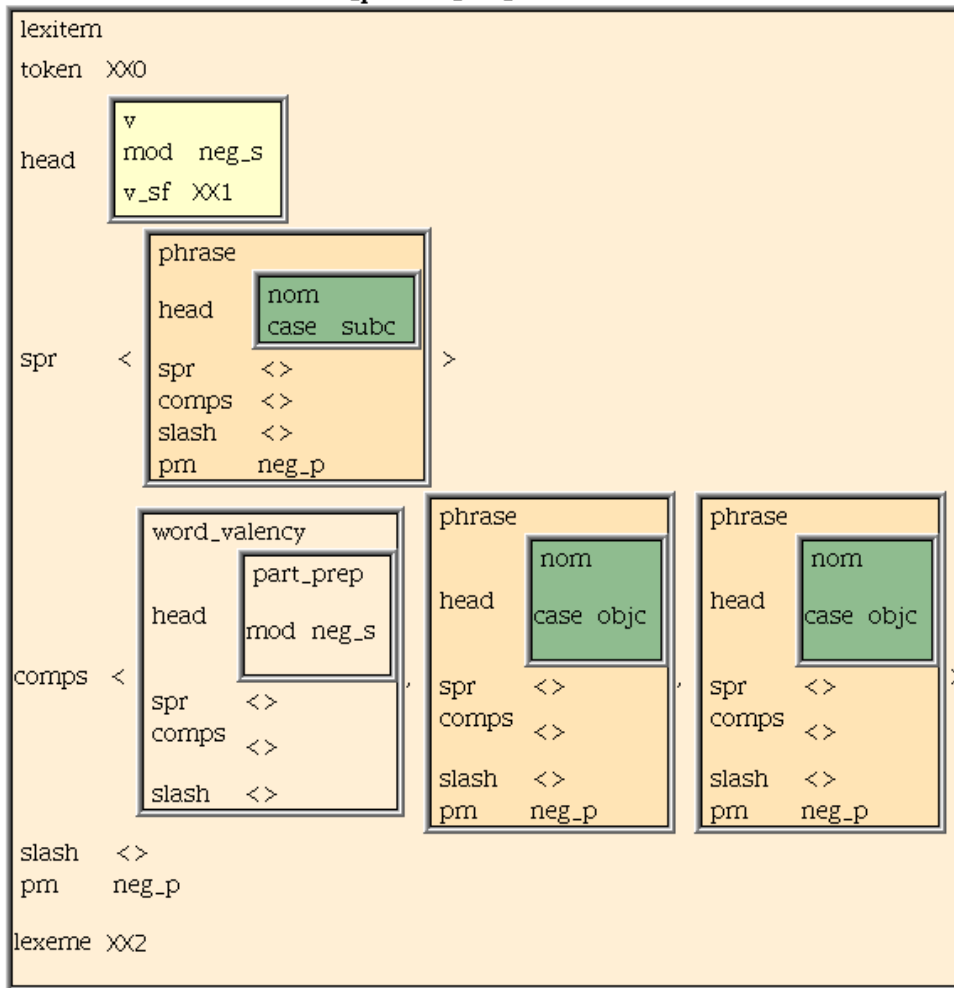 lexitem
token XX0
head
v
mod neg_s
v_sf XX1
spr < >
phrase
head
nom
case subc
spr <>
comps <>
slash <>
pm neg_p
comps < , ,
word_valency
head
part_prep
mod neg_s
spr <>
comps <>
slash <>
phrase
head
nom
case objc
spr <>
comps <>
slash <>
pm neg_p
phrase
head
nom
case objc
spr <>
comps <>
slash <>
pm neg_p
slash <>
pm neg_p
lexeme XX2